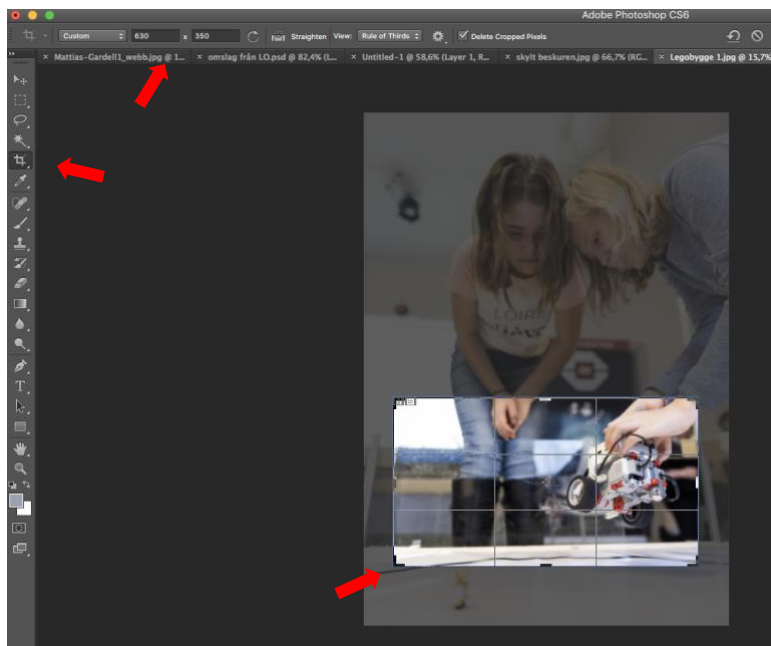 Adobe Photoshop CS6
Custom 630 x 350 Straighten View: Rule of Thirds Delete Cropped Pixels
× Mattias-Gardell1_webb.jpg @ 1... × omslag från LO.psd @ 82,4% (L... × Untitled-1 @ 58,6% (Layer 1, R... × skylt beskuren.jpg @ 66,7% (RG... × Legobygge 1.jpg @ 15,7%
T
LOIRE